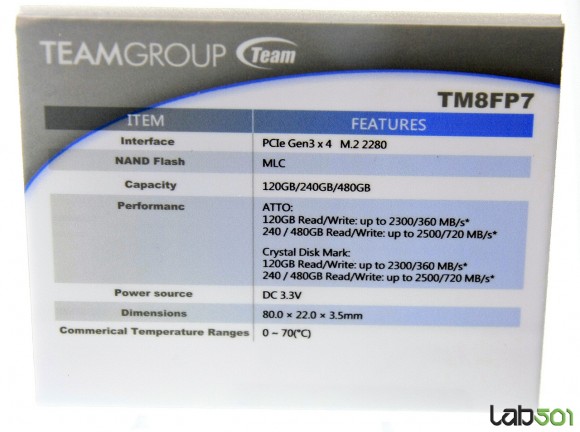 TEAMGROUP Team
TM8FP7
ITEM FEATURES
Interface PCIe Gen3 x 4 M.2 2280
NAND Flash MLC
Capacity 120GB/240GB/480GB
Performanc ATTO:
120GB Read/Write: up to 2300/360 MB/s*
240 / 480GB Read/Write: up to 2500/720 MB/s*
Crystal Disk Mark:
120GB Read/Write: up to 2300/360 MB/s*
240 / 480GB Read/Write: up to 2500/720 MB/s*
Power source DC 3.3V
Dimensions 80.0 × 22.0 × 3.5mm
Commerical Temperature Ranges 0 ~ 70(°C)
lab501